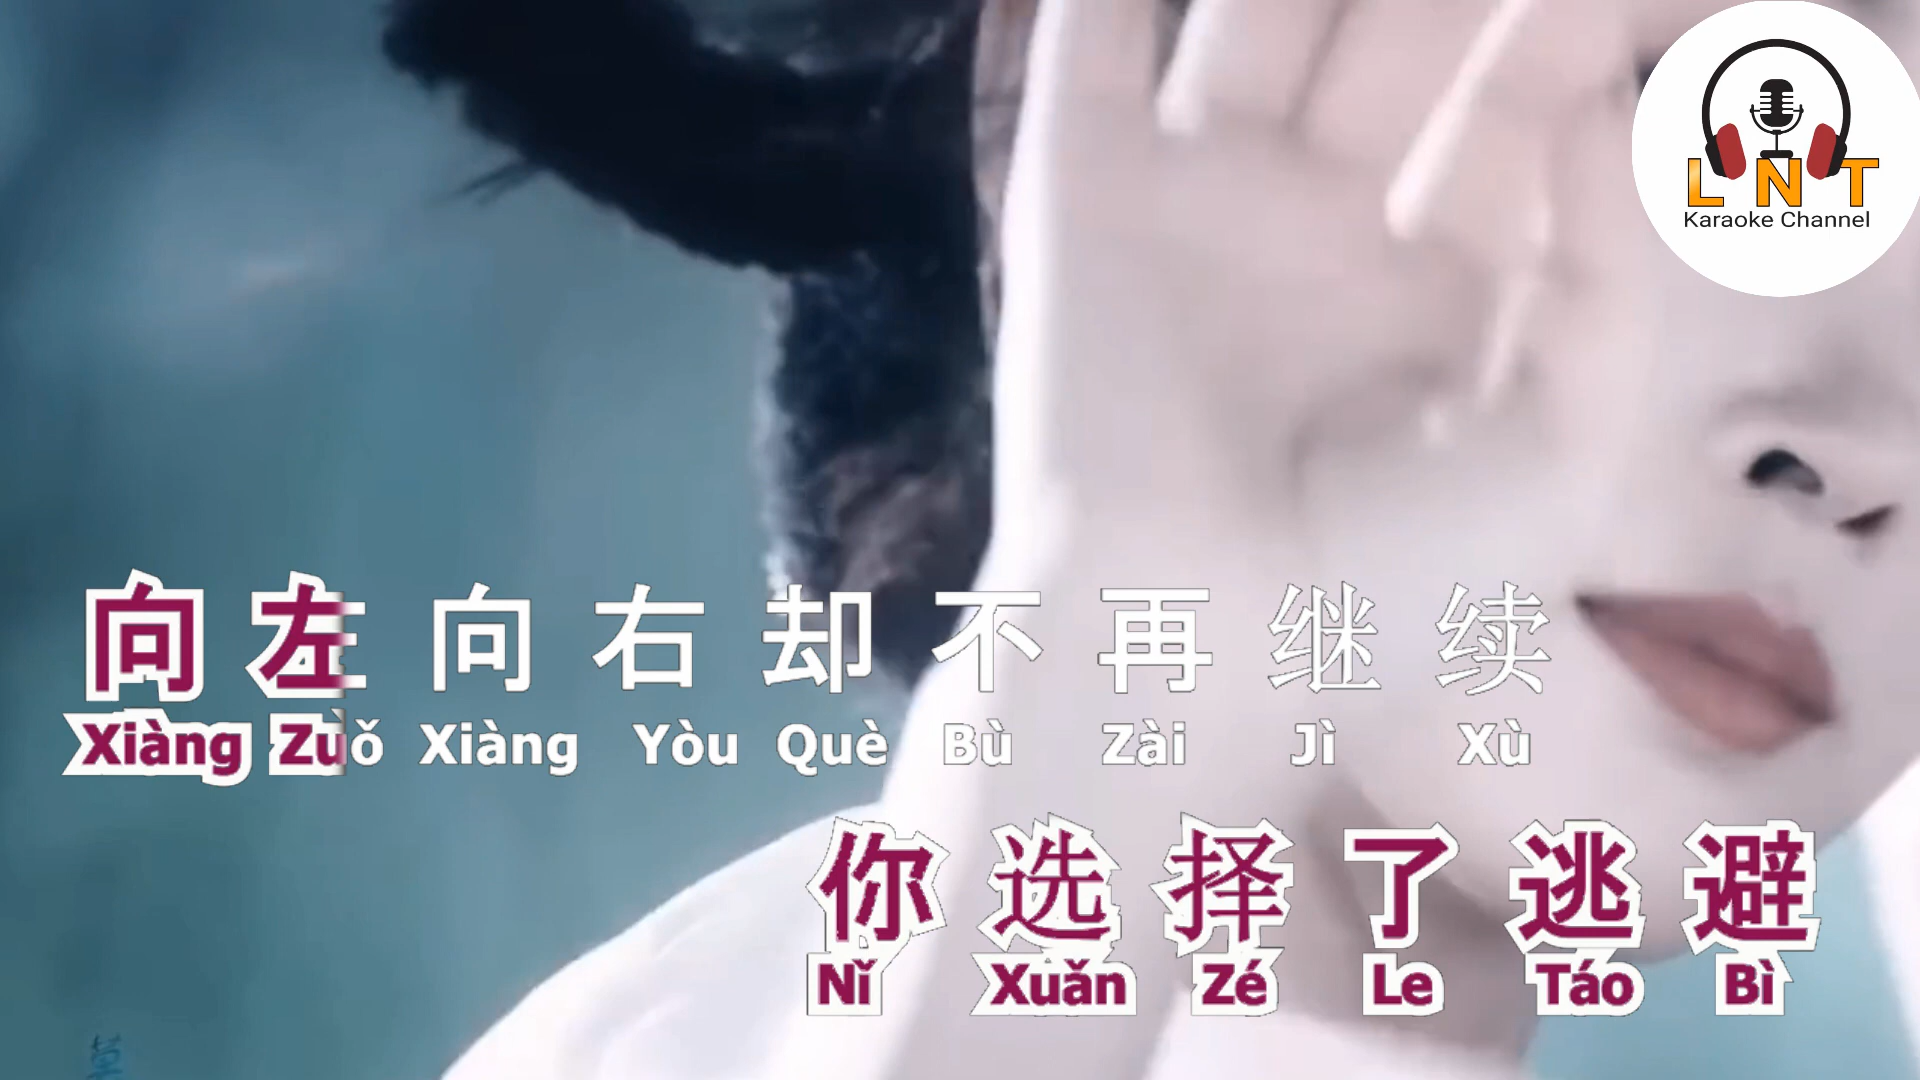 L N T
Karaoke Channel
向左向右却不再继续
Xiàng Zuǒ Xiàng Yòu Què Bù Zài Jì Xù
你选择了逃避
Nǐ Xuǎn Zé Le Táo Bì